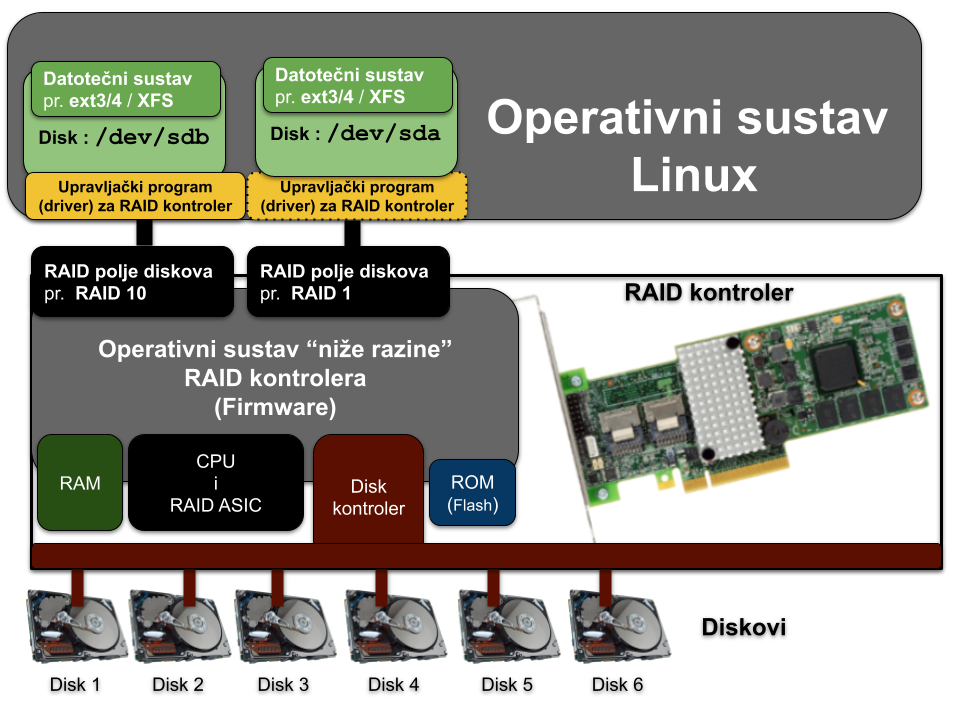 Datotečni sustav
pr. ext3/4 / XFS
Disk : /dev/sdb
Datotečni sustav
pr. ext3/4 / XFS
Disk : /dev/sda
Operativni sustav
Linux
Upravljački program
(driver) za RAID kontroler
Upravljački program
(driver) za RAID kontroler
RAID polje diskova
pr. RAID 10
RAID polje diskova
pr. RAID 1
RAID kontroler
Operativni sustav “niže razine”
RAID kontrolera
(Firmware)
RAM
CPU
i
RAID ASIC
Disk
kontroler
ROM
(Flash)
Diskovi
Disk 1
Disk 2
Disk 3
Disk 4
Disk 5
Disk 6